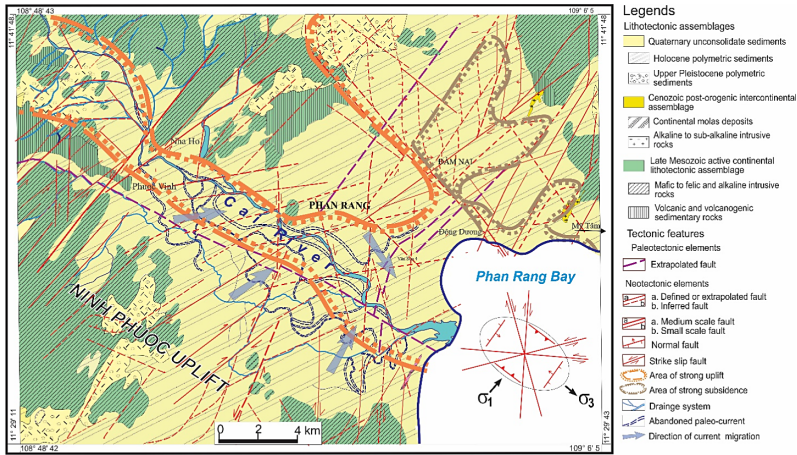 108° 48' 43
109° 6' 5
11° 41' 48
11° 41' 48
Nha Ho
Phuoc Vinh
DAM NAI
PHAN RANG
Cai River
Đông Dương
Mỹ Tâm
Phan Rang Bay
NINH PHUOC UPLIFT
σ1
σ3
0 2 4 km
11° 29' 11
11° 29' 43
108° 48' 42
109° 6' 5
Legends
Lithotectonic assemblages
Quaternary unconsolidate sediments
Holocene polymetric sediments
Upper Pleistocene polymetric
sediments
Cenozoic post-orogenic intercontinental
assemblage
Continental molas deposits
Alkaline to sub-alkaline intrusive
rocks
Late Mesozoic active continental
lithotectonic assemblage
Mafic to felic and alkaline intrusive
rocks
Volcanic and volcanogenic
sedimentary rocks
Tectonic features
Paleotectonic elements
Extrapolated fault
Neotectonic elements
a b
a. Defined or extrapolated fault
b. Inferred fault
a b
a. Medium scale fault
b. Small scale fault
Normal fault
Strike slip fault
Area of strong uplift
Area of strong subsidence
Drainge system
Abandoned paleo-current
Direction of current migration